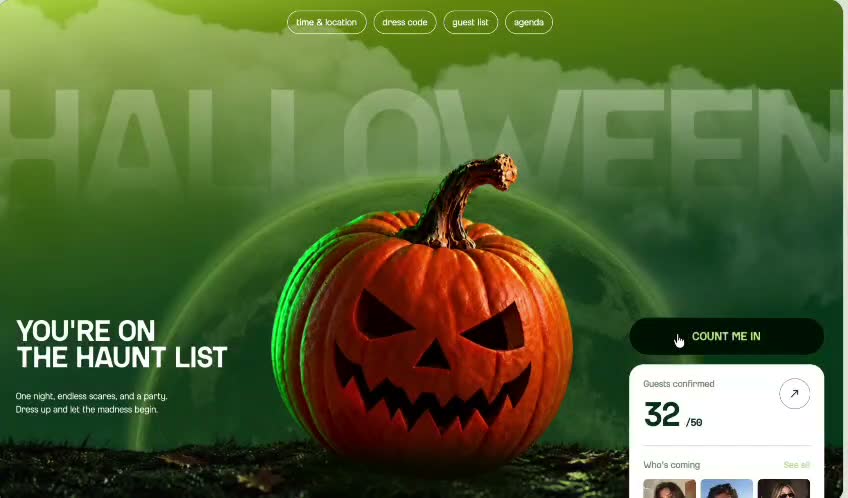 time & location
dress code
guest list
agenda
HALLOWEEN
YOU'RE ON
THE HAUNT LIST
One night, endless scares, and a party.
Dress up and let the madness begin.
COUNT ME IN
Guests confirmed
32 /50
Who's coming
See all